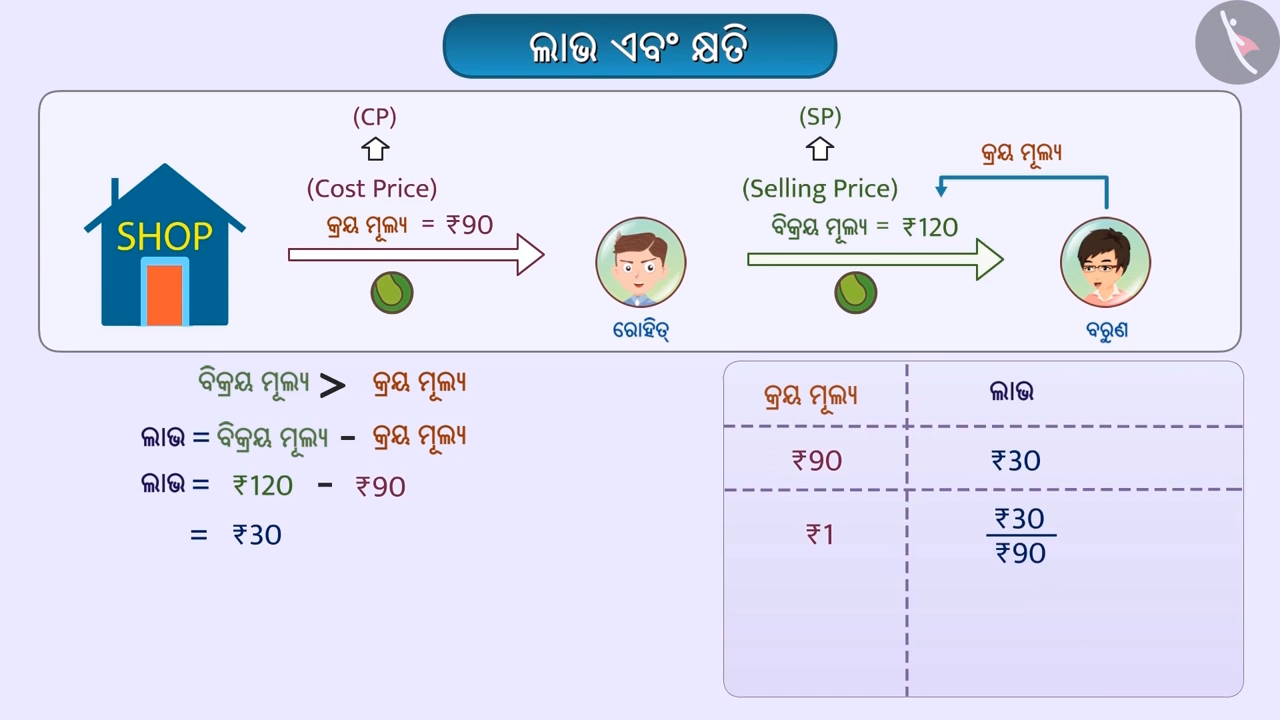 ଲାଭ ଏବଂ କ୍ଷତି
(CP)
(SP)
କ୍ରୟ ମୂଲ୍ୟ
(Cost Price)
(Selling Price)
SHOP
କ୍ରୟ ମୂଲ୍ୟ = ₹90
ବିକ୍ରୟ ମୂଲ୍ୟ = ₹120
ରୋହିତ୍
ବରୁଣ
ବିକ୍ରୟ ମୂଲ୍ୟ > କ୍ରୟ ମୂଲ୍ୟ
ଲାଭ = ବିକ୍ରୟ ମୂଲ୍ୟ - କ୍ରୟ ମୂଲ୍ୟ
ଲାଭ = ₹120 - ₹90
= ₹30
କ୍ରୟ ମୂଲ୍ୟ ଲାଭ
₹90 ₹30
₹1 ₹30
₹90